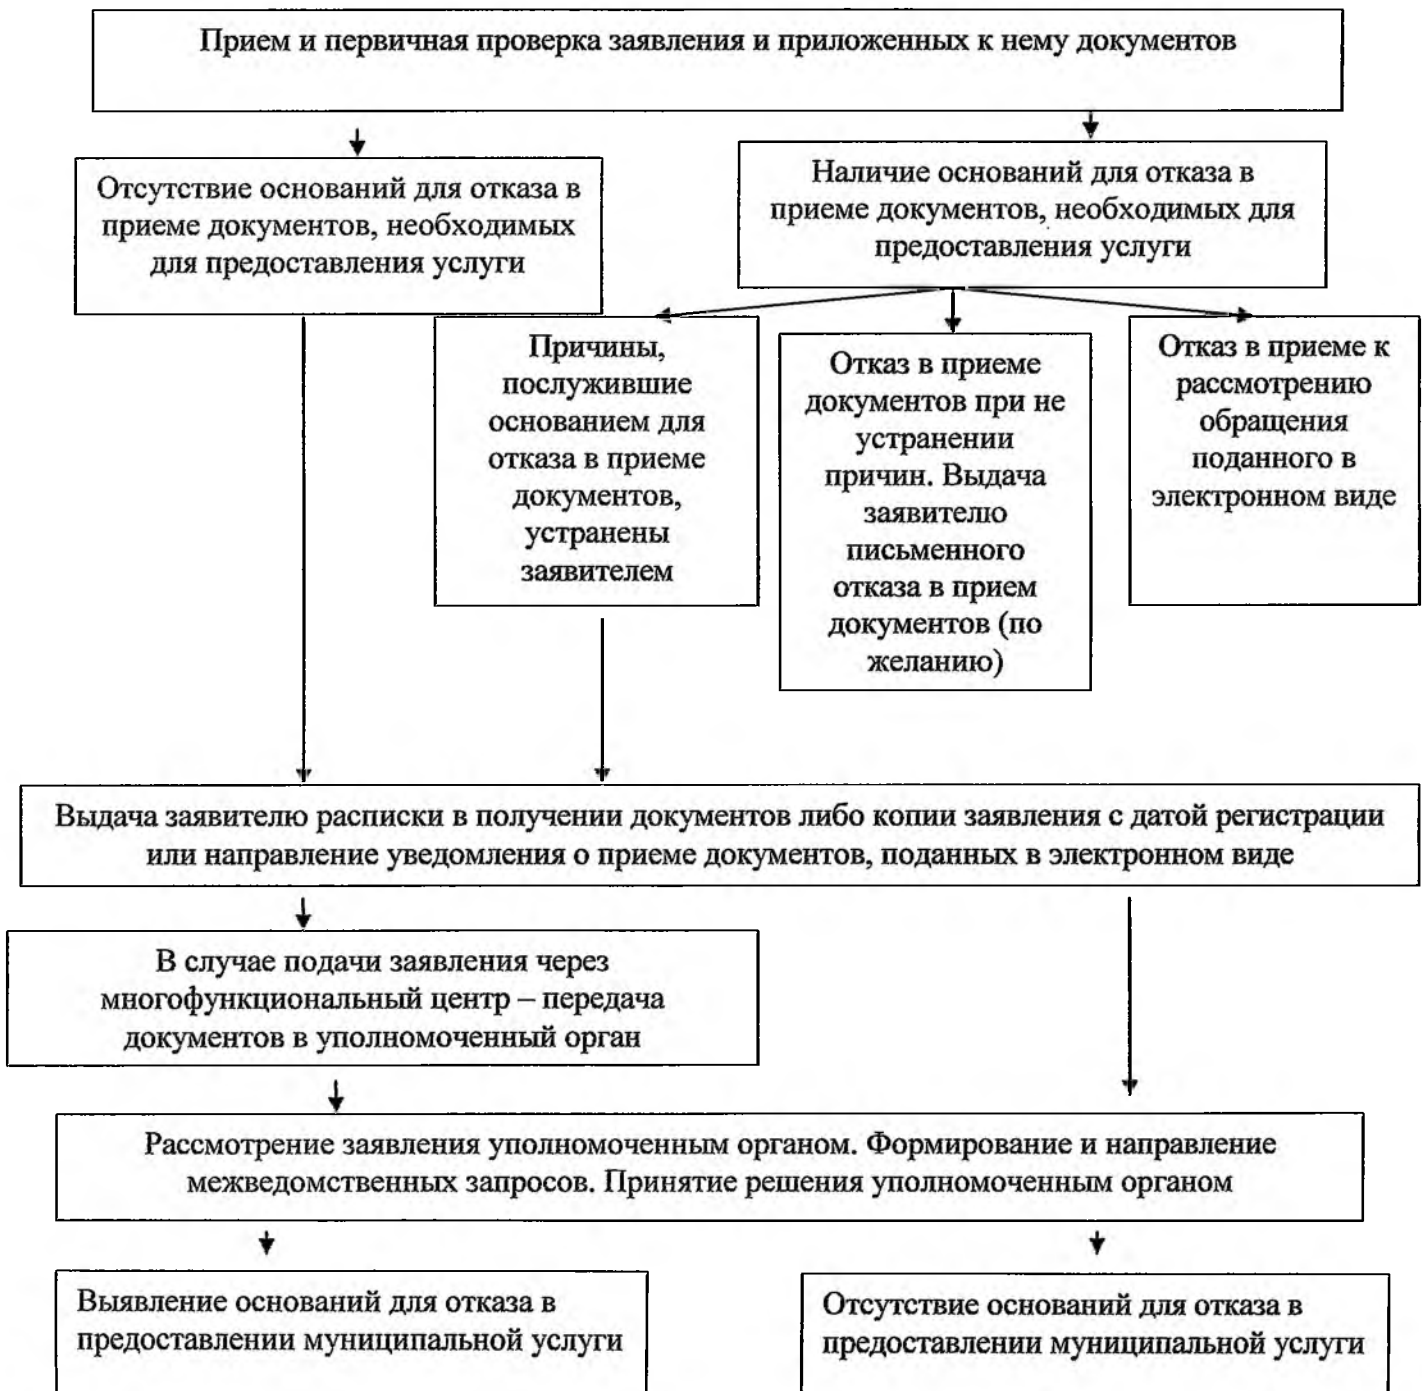 Прием и первичная проверка заявления и приложенных к нему документов
Отсутствие оснований для отказа в
приеме документов, необходимых
для предоставления услуги
Наличие оснований для отказа в
приеме документов, необходимых для
предоставления услуги
Причины,
послужившие
основанием для
отказа в приеме
документов,
устранены
заявителем
Отказ в приеме
документов при не
устранении
причин. Выдача
заявителю
письменного
отказа в прием
документов (по
желанию)
Отказ в приеме к
рассмотрению
обращения
поданного в
электронном виде
Выдача заявителю расписки в получении документов либо копии заявления с датой регистрации
или направление уведомления о приеме документов, поданных в электронном виде
В случае подачи заявления через
многофункциональный центр – передача
документов в уполномоченный орган
Рассмотрение заявления уполномоченным органом. Формирование и направление
межведомственных запросов. Принятие решения уполномоченным органом
Выявление оснований для отказа в
предоставлении муниципальной услуги
Отсутствие оснований для отказа в
предоставлении муниципальной услуги